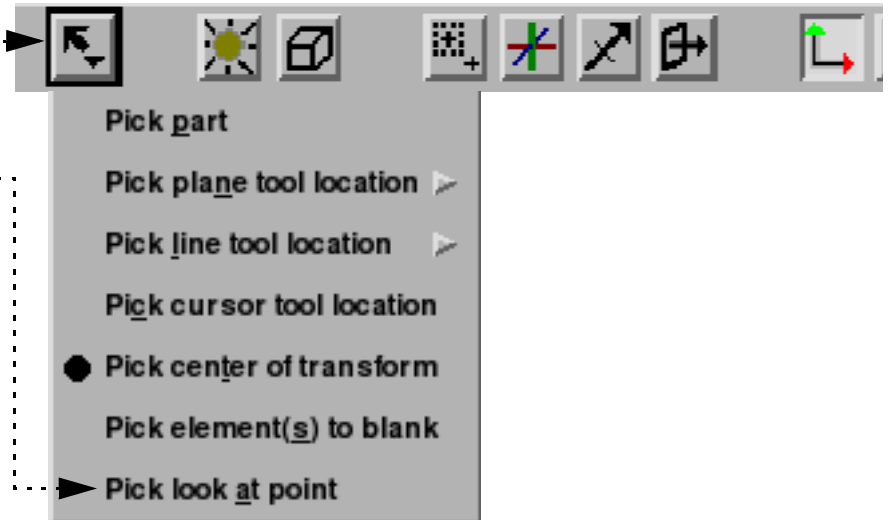 Pick part
Pick plane tool location
Pick line tool location
Pick cursor tool location
Pick center of transform
Pick element(s) to blank
Pick look at point